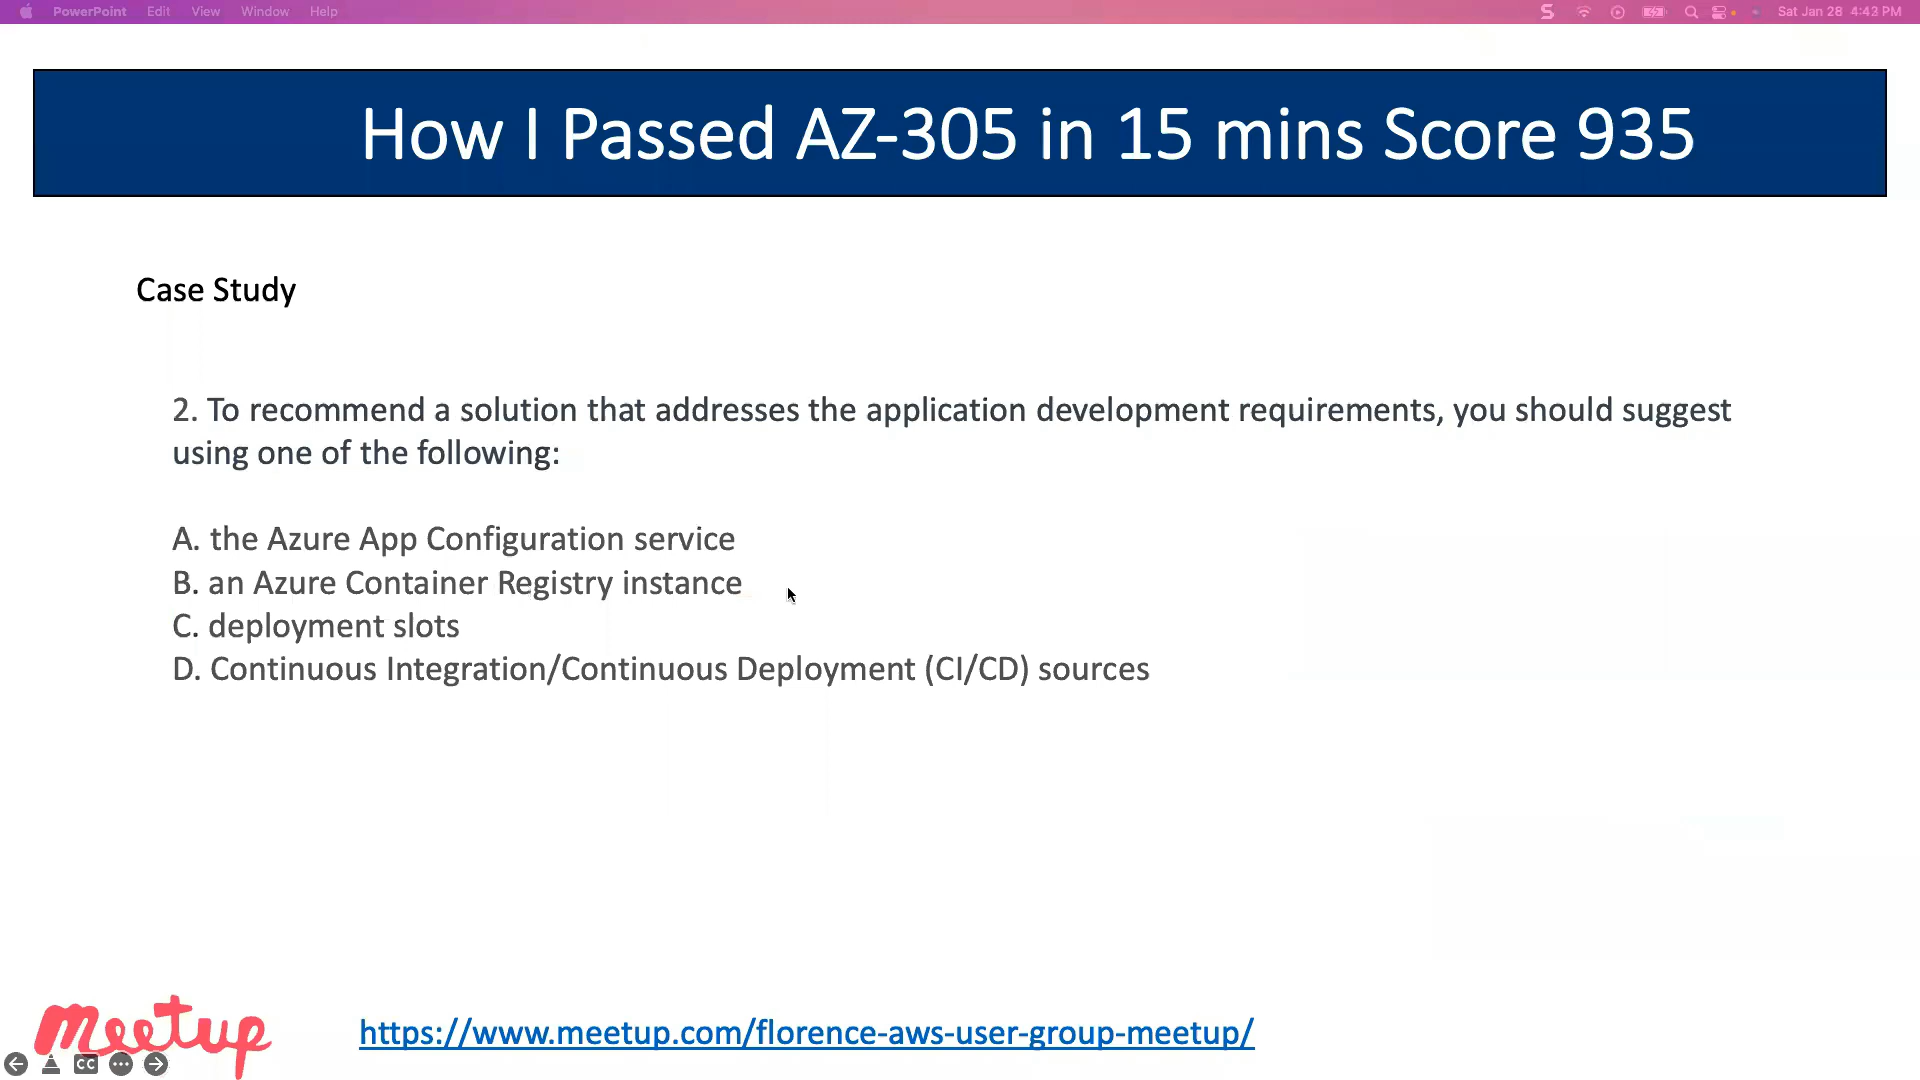 PowerPoint Edit View Window Help Sat Jan 28 4:43 PM
How I Passed AZ-305 in 15 mins Score 935
Case Study
2. To recommend a solution that addresses the application development requirements, you should suggest
using one of the following:
A. the Azure App Configuration service
B. an Azure Container Registry instance
C. deployment slots
D. Continuous Integration/Continuous Deployment (CI/CD) sources
meetup
https://www.meetup.com/florence-aws-user-group-meetup/
CC